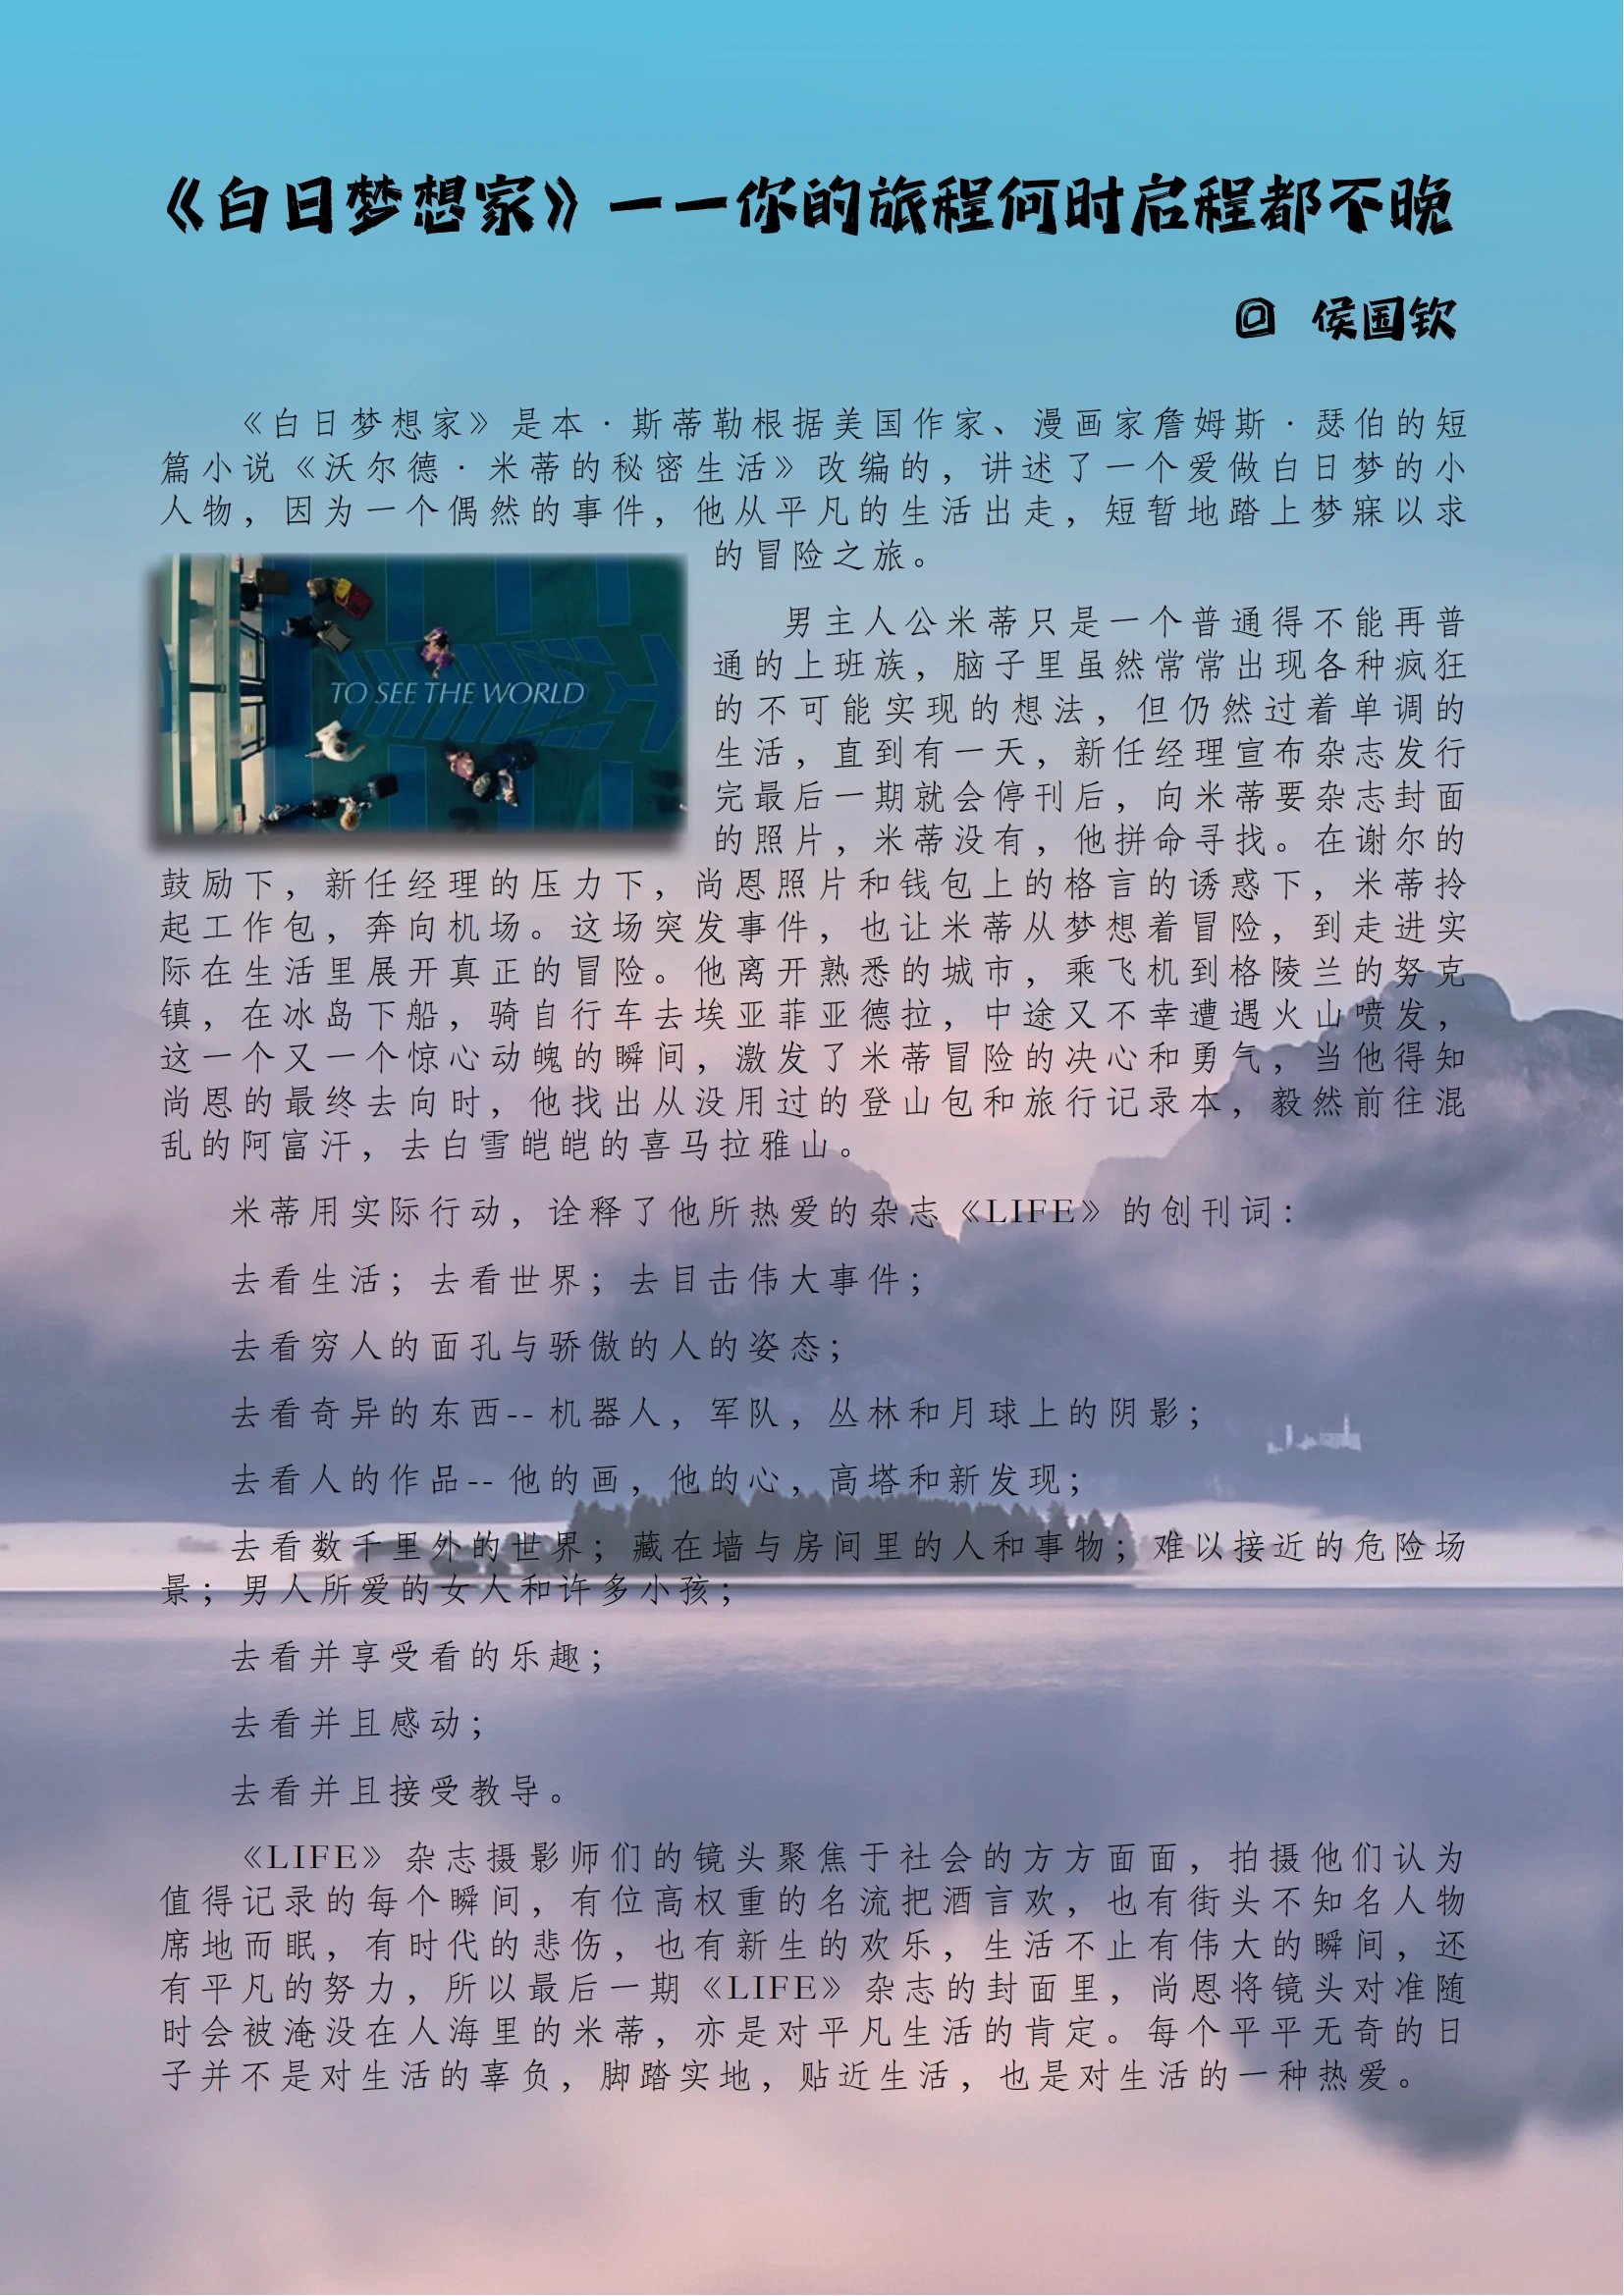 《白日梦想家》——你的旅程何时启程都不晚
回 侯国钦
《白日梦想家》是本·斯蒂勒根据美国作家、漫画家詹姆斯·瑟伯的短
篇小说《沃尔德·米蒂的秘密生活》改编的，讲述了一个爱做白日梦的小
人物，因为一个偶然的事件，他从平凡的生活出走，短暂地踏上梦寐以求
的冒险之旅。
TO SEE THE WORLD
男主人公米蒂只是一个普通得不能再普
通的上班族，脑子里虽然常常出现各种疯狂
的不可能实现的想法，但仍然过着单调的
生活，直到有一天，新任经理宣布杂志发行
完最后一期就会停刊后，向米蒂要杂志封面
的照片，米蒂没有，他拼命寻找。在谢尔的
鼓励下，新任经理的压力下，尚恩照片和钱包上的格言的诱惑下，米蒂拎
起工作包，奔向机场。这场突发事件，也让米蒂从梦想着冒险，到走进实
际在生活里展开真正的冒险。他离开熟悉的城市，乘飞机到格陵兰的努克
镇，在冰岛下船，骑自行车去埃亚菲亚德拉，中途又不幸遭遇火山喷发，
这一个又一个惊心动魄的瞬间，激发了米蒂冒险的决心和勇气，当他得知
尚恩的最终去向时，他找出从没用过的登山包和旅行记录本，毅然前往混
乱的阿富汗，去白雪皑皑的喜马拉雅山。
米蒂用实际行动，诠释了他所热爱的杂志《LIFE》的创刊词：
去看生活；去看世界；去目击伟大事件；
去看穷人的面孔与骄傲的人的姿态；
去看奇异的东西--机器人，军队，丛林和月球上的阴影；
去看人的作品--他的画，他的心，高塔和新发现；
去看数千里外的世界；藏在墙与房间里的人和事物；难以接近的危险场
景；男人所爱的女人和许多小孩；
去看并享受看的乐趣；
去看并且感动；
去看并且接受教导。
《LIFE》杂志摄影师们的镜头聚焦于社会的方方面面，拍摄他们认为
值得记录的每个瞬间，有位高权重的名流把酒言欢，也有街头不知名人物
席地而眠，有时代的悲伤，也有新生的欢乐，生活不止有伟大的瞬间，还
有平凡的努力，所以最后一期《LIFE》杂志的封面里，尚恩将镜头对准随
时会被淹没在人海里的米蒂，亦是对平凡生活的肯定。每个平平无奇的日
子并不是对生活的辜负，脚踏实地，贴近生活，也是对生活的一种热爱。